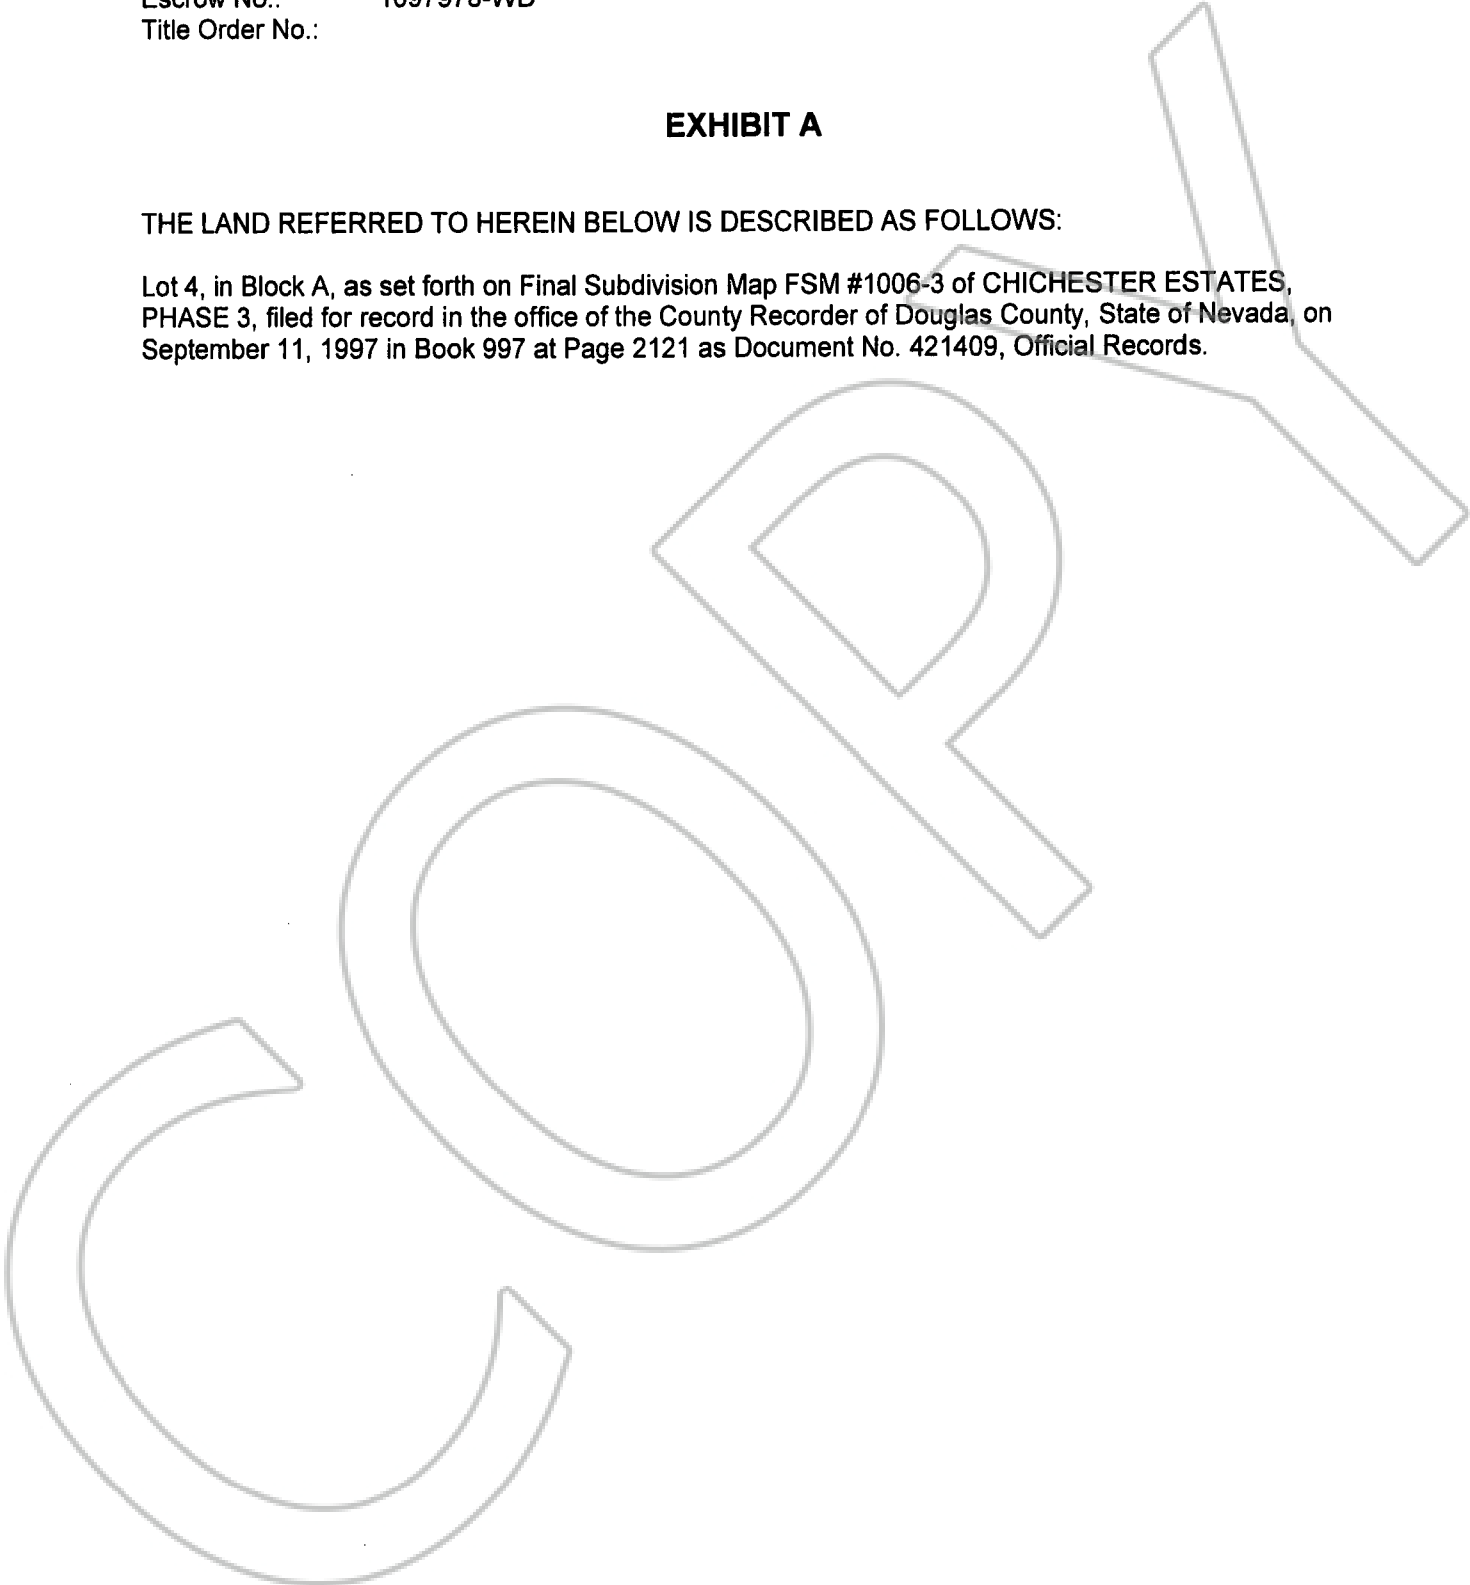 Escrow No.:
Title Order No.:
EXHIBIT A
THE LAND REFERRED TO HEREIN BELOW IS DESCRIBED AS FOLLOWS:
Lot 4, in Block A, as set forth on Final Subdivision Map FSM #1006-3 of CHICHESTER ESTATES,
PHASE 3, filed for record in the office of the County Recorder of Douglas County, State of Nevada, on
September 11, 1997 in Book 997 at Page 2121 as Document No. 421409, Official Records.
COPY